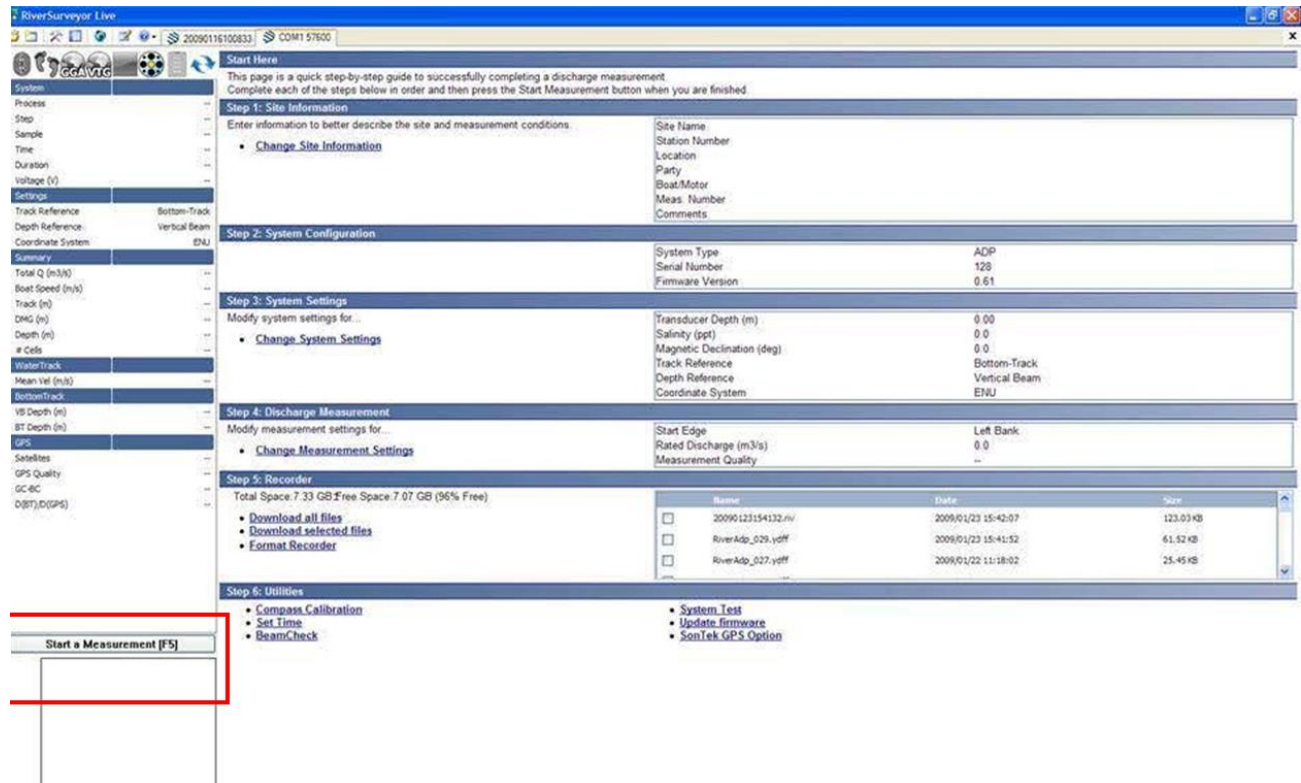 RiverSurveyor Live
20090116100833 COM1 57600
GGA VTG
System
Process --
Step --
Sample --
Time --
Duration --
Voltage (V) --
Settings
Track Reference Bottom-Track
Depth Reference Vertical Beam
Coordinate System ENU
Summary
Total Q (m3/s) --
Boat Speed (m/s) --
Track (m) --
DMG (m) --
Depth (m) --
# Cells --
WaterTrack
Mean Vel (m/s) --
BottomTrack
VB Depth (m) --
BT Depth (m) --
GPS
Satellites --
GPS Quality --
GC-BC --
D(BT)/D(GPS) --
Start a Measurement [F5]
Start Here
This page is a quick step-by-step guide to successfully completing a discharge measurement
Complete each of the steps below in order and then press the Start Measurement button when you are finished.
Step 1: Site Information
Enter information to better describe the site and measurement conditions.
• Change Site Information
Site Name
Station Number
Location
Party
Boat/Motor
Meas. Number
Comments
Step 2: System Configuration
System Type ADP
Serial Number 128
Firmware Version 0.61
Step 3: System Settings
Modify system settings for...
• Change System Settings
Transducer Depth (m) 0.00
Salinity (ppt) 0.0
Magnetic Declination (deg) 0.0
Track Reference Bottom-Track
Depth Reference Vertical Beam
Coordinate System ENU
Step 4: Discharge Measurement
Modify measurement settings for...
• Change Measurement Settings
Start Edge Left Bank
Rated Discharge (m3/s) 0.0
Measurement Quality --
Step 5: Recorder
Total Space:7.33 GB Free Space:7.07 GB (96% Free)
• Download all files
• Download selected files
• Format Recorder
Name Date Size
20090123154132.riv 2009/01/23 15:42:07 123.03 KB
RiverAdp_029.ydff 2009/01/23 15:41:52 61.52 KB
RiverAdp_027.ydff 2009/01/22 11:18:02 25.45 KB
Step 6: Utilities
• Compass Calibration
• Set Time
• BeamCheck
• System Test
• Update firmware
• SonTek GPS Option